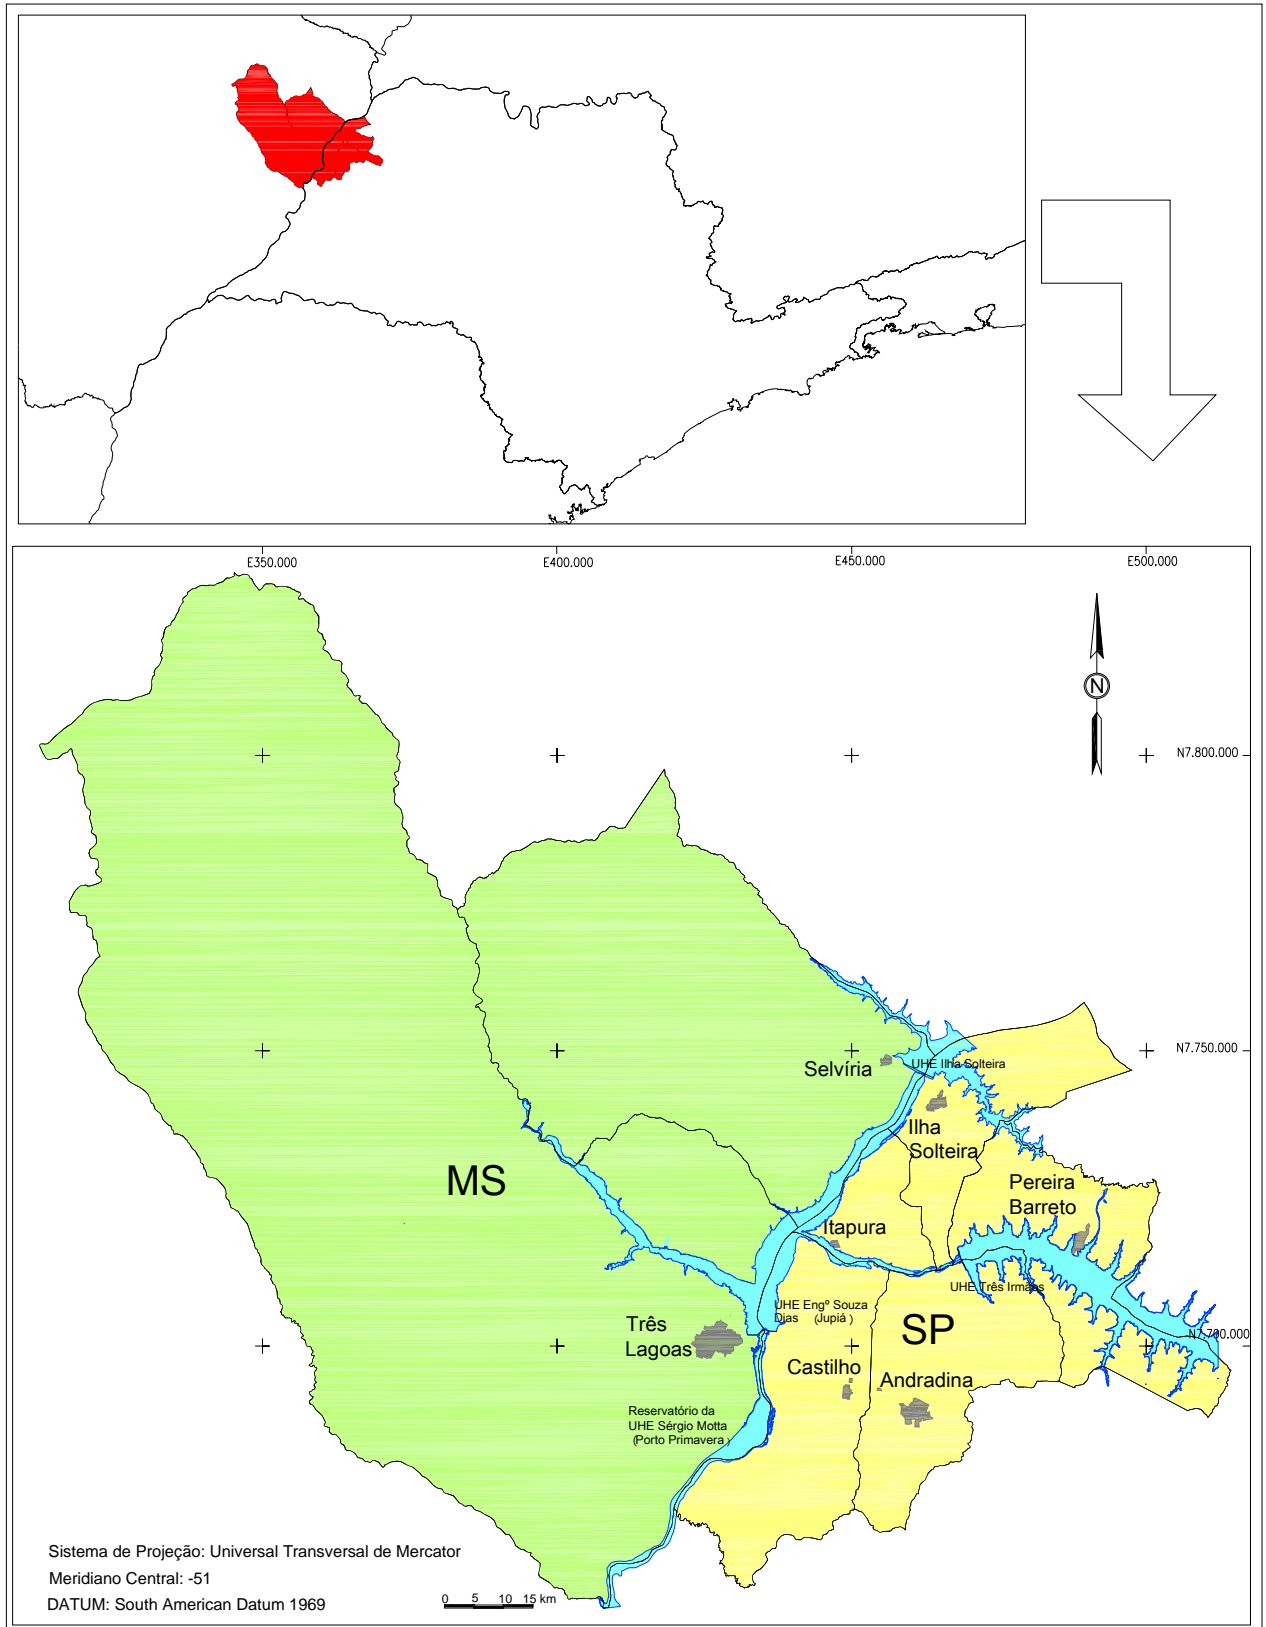 E350.000
E400.000
E450.000
E500.000
N
N7.800.000
N7.750.000
Selvíria
UHE Ilha Solteira
Ilha
Solteira
MS
Pereira
Barreto
Itapura
UHE Três Irmãos
UHE Engº Souza
Dias (Jupiá )
SP
Três
Lagoas
N7.700.000
Castilho
Andradina
Reservatório da
UHE Sérgio Motta
(Porto Primavera )
Sistema de Projeção: Universal Transversal de Mercator
Meridiano Central: -51
DATUM: South American Datum 1969
0 5 10 15 km